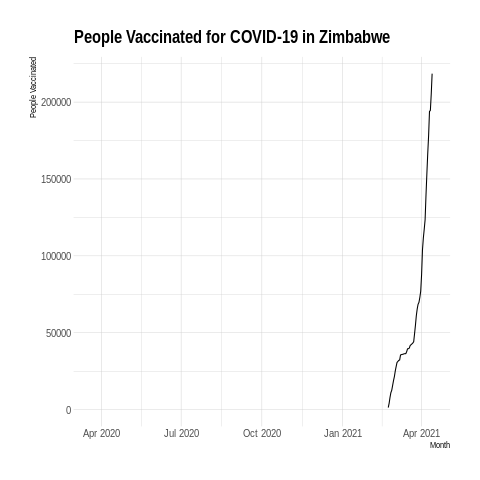 People Vaccinated for COVID-19 in Zimbabwe
People Vaccinated
200000
150000
100000
50000
0
Apr 2020 Jul 2020 Oct 2020 Jan 2021 Apr 2021
Month